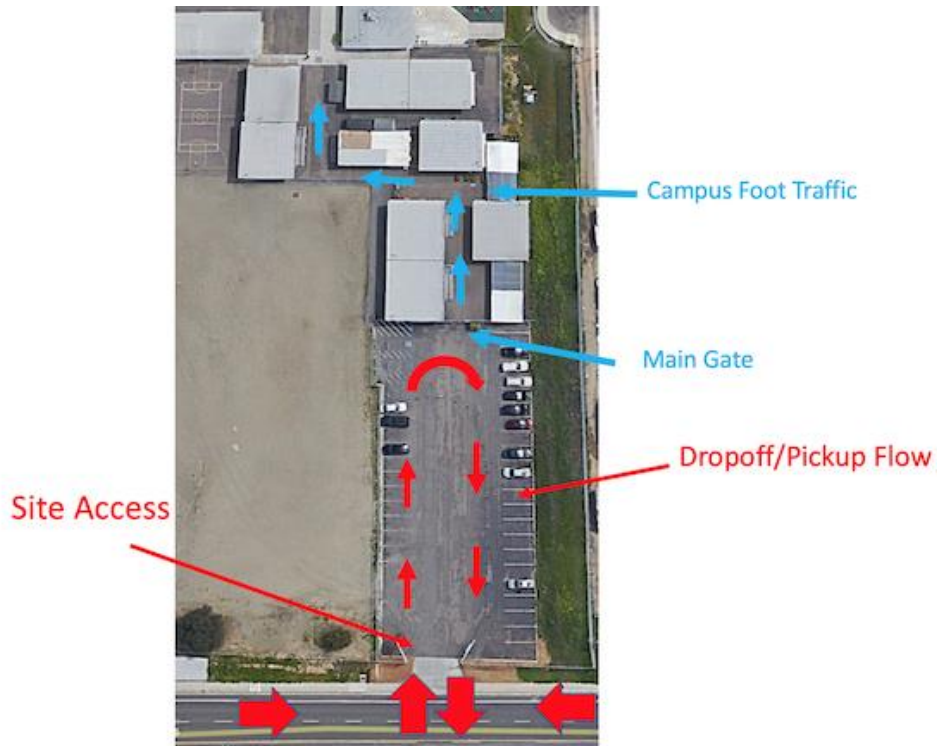 Campus Foot Traffic
Main Gate
Dropoff/Pickup Flow
Site Access